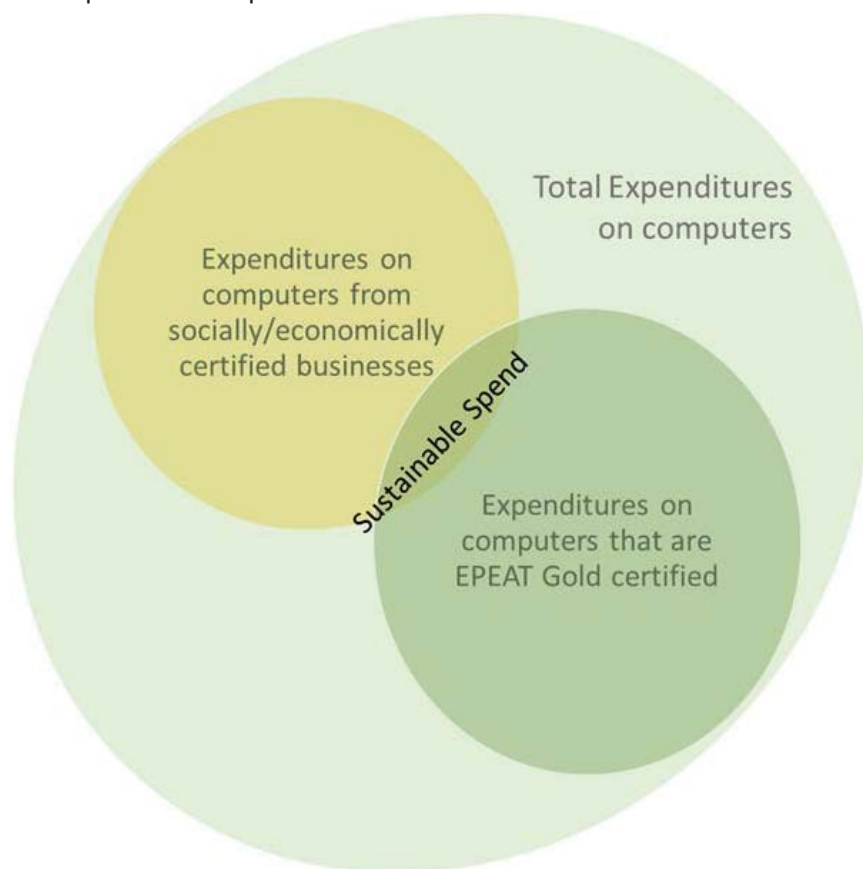 Total Expenditures
on computers
Expenditures on
computers from
socially/economically
certified businesses
Sustainable Spend
Expenditures on
computers that are
EPEAT Gold certified